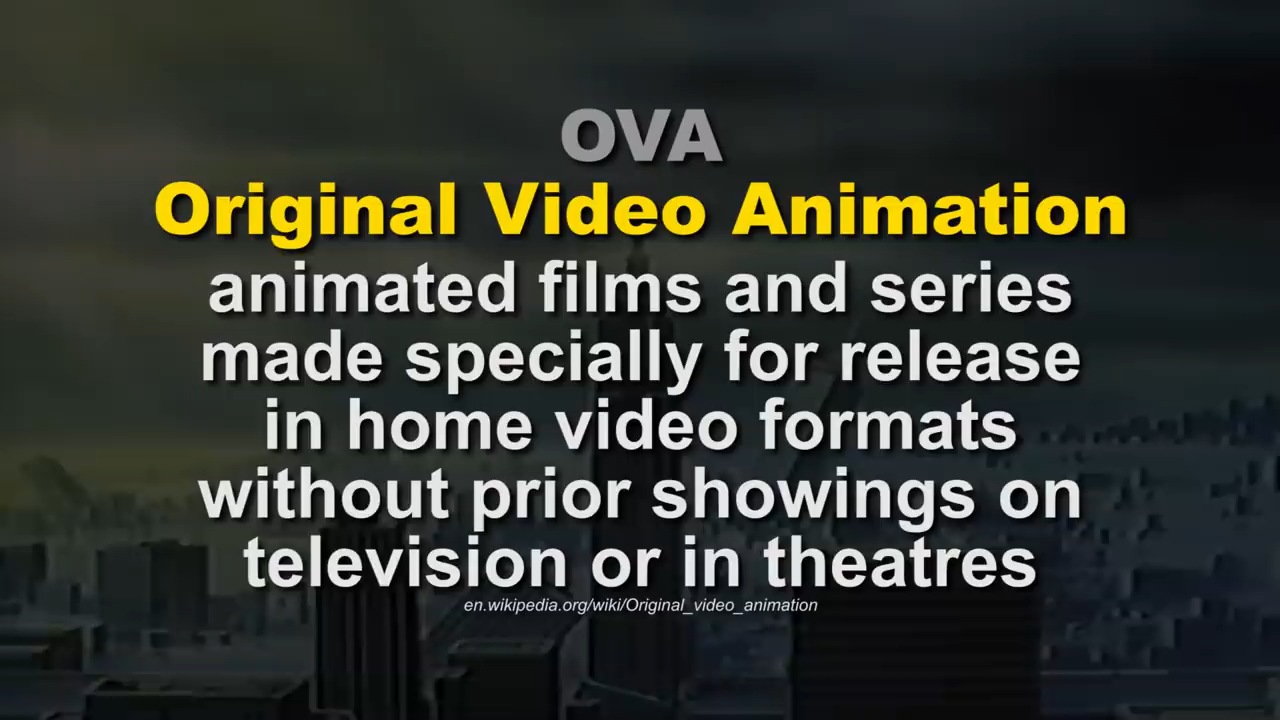 OVA
Original Video Animation
animated films and series
made specially for release
in home video formats
without prior showings on
television or in theatres
en.wikipedia.org/wiki/Original_video_animation